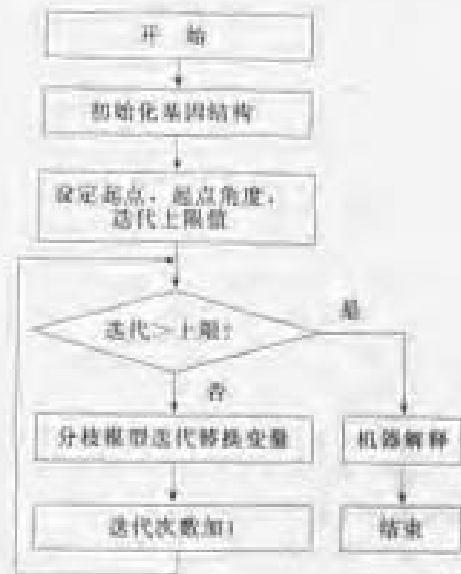 开 始
初始化基因结构
设定起点，起点角度，
迭代上限值
迭代>上限?
是
否
分枝模型迭代替换变量
机器解释
迭代次数加1
结束